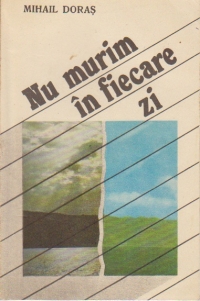 MIHAIL DORAȘ
Nu murim
în fiecare
zi